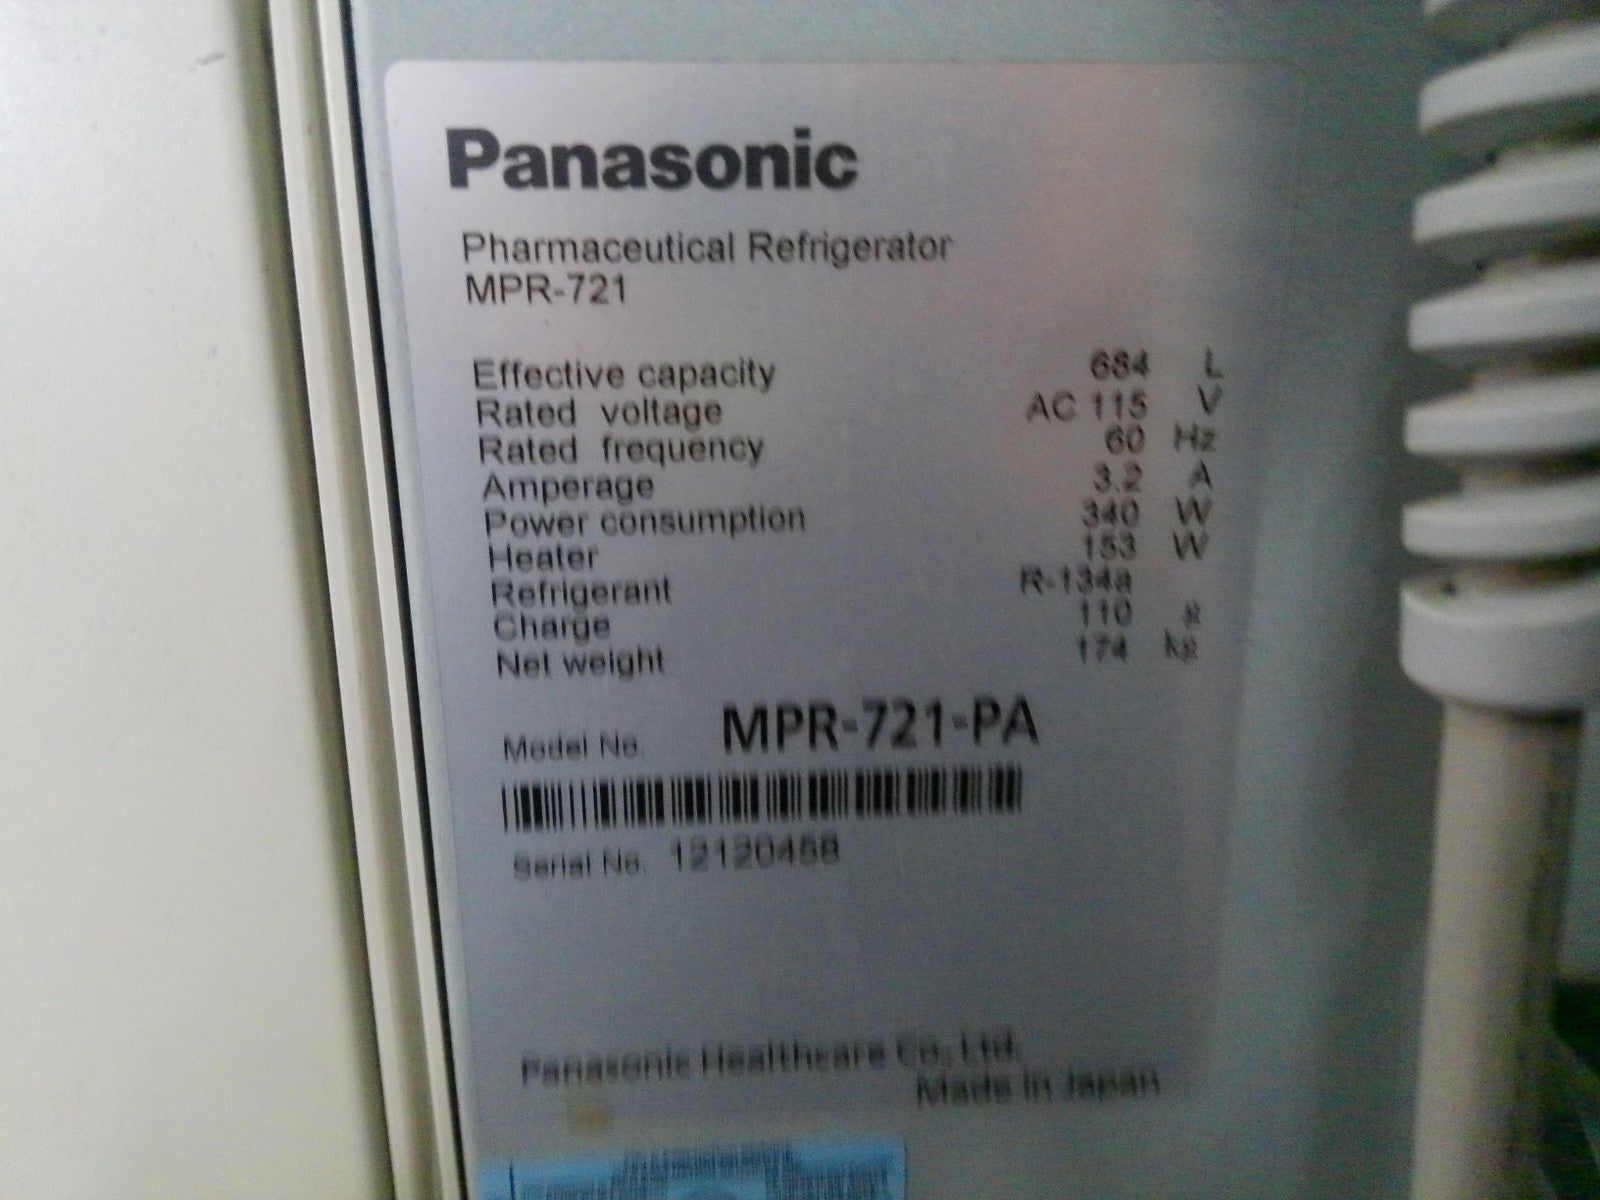 Panasonic
Pharmaceutical Refrigerator
MPR-721
Effective capacity 684 L
Rated voltage AC 115 V
Rated frequency 60 Hz
Amperage 3.2 A
Power consumption 340 W
Heater 153 W
Refrigerant R-134a
Charge 110 g
Net weight 174 kg
Model No. MPR-721-PA
Serial No. 12120458
Panasonic Healthcare Co., Ltd.
Made in Japan